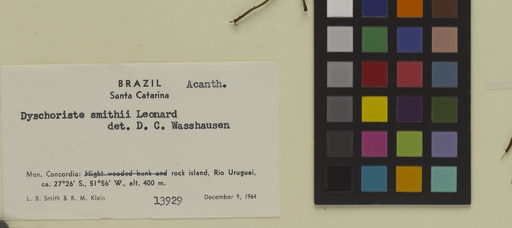 BRAZIL Acanth.
Santa Catarina
Dyschoriste smithii Leonard
det. D. C. Wasshausen
Mun. Concordia: Slight wooded bank and rock island, Rio Uruguai,
ca. 27°26' S., 51°56' W., alt. 400 m.
L. B. Smith & R. M. Klein 13929 December 9, 1964